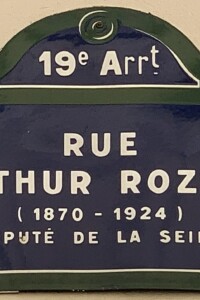 19e Arrt
RUE
THUR ROZ
(1870 - 1924)
PUTÉ DE LA SEI